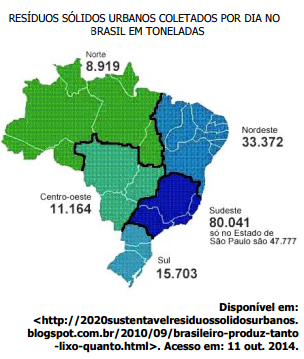 RESÍDUOS SÓLIDOS URBANOS COLETADOS POR DIA NO
BRASIL EM TONELADAS
Norte
8.919
Nordeste
33.372
Centro-oeste
11.164
Sudeste
80.041
só no Estado de
São Paulo são 47.777
Sul
15.703
Disponível em:
<http://2020sustentavelresiduossolidosurbanos.
blogspot.com.br/2010/09/brasileiro-produz-tanto
-lixo-quanto.html>. Acesso em: 11 out. 2014.